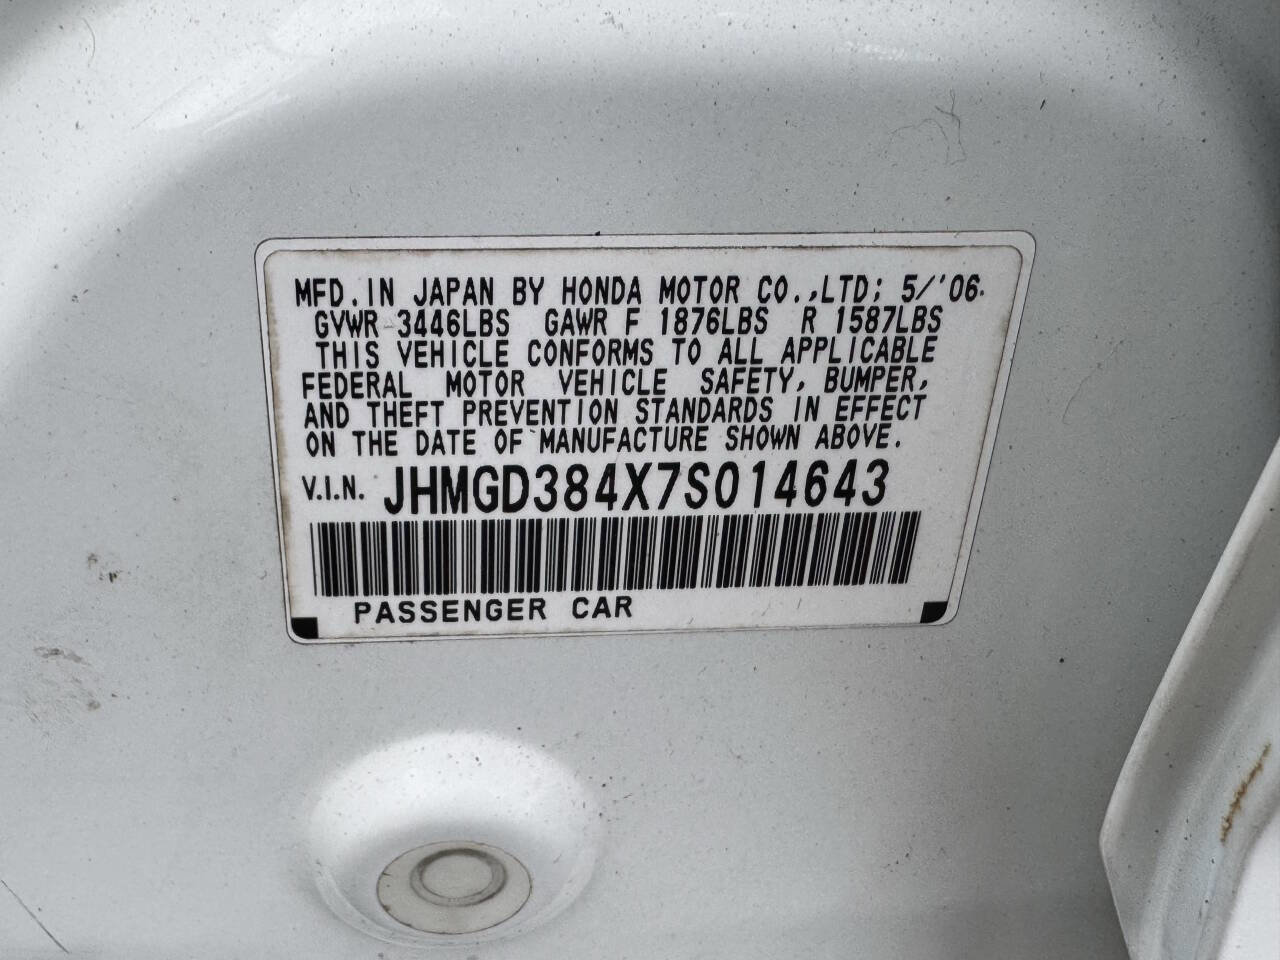 MFD. IN JAPAN BY HONDA MOTOR CO., LTD; 5/'06
GVWR 3446LBS GAWR F 1876LBS R 1587LBS
THIS VEHICLE CONFORMS TO ALL APPLICABLE
FEDERAL MOTOR VEHICLE SAFETY, BUMPER,
AND THEFT PREVENTION STANDARDS IN EFFECT
ON THE DATE OF MANUFACTURE SHOWN ABOVE.
V.I.N. JHMGD384X7S014643
PASSENGER CAR